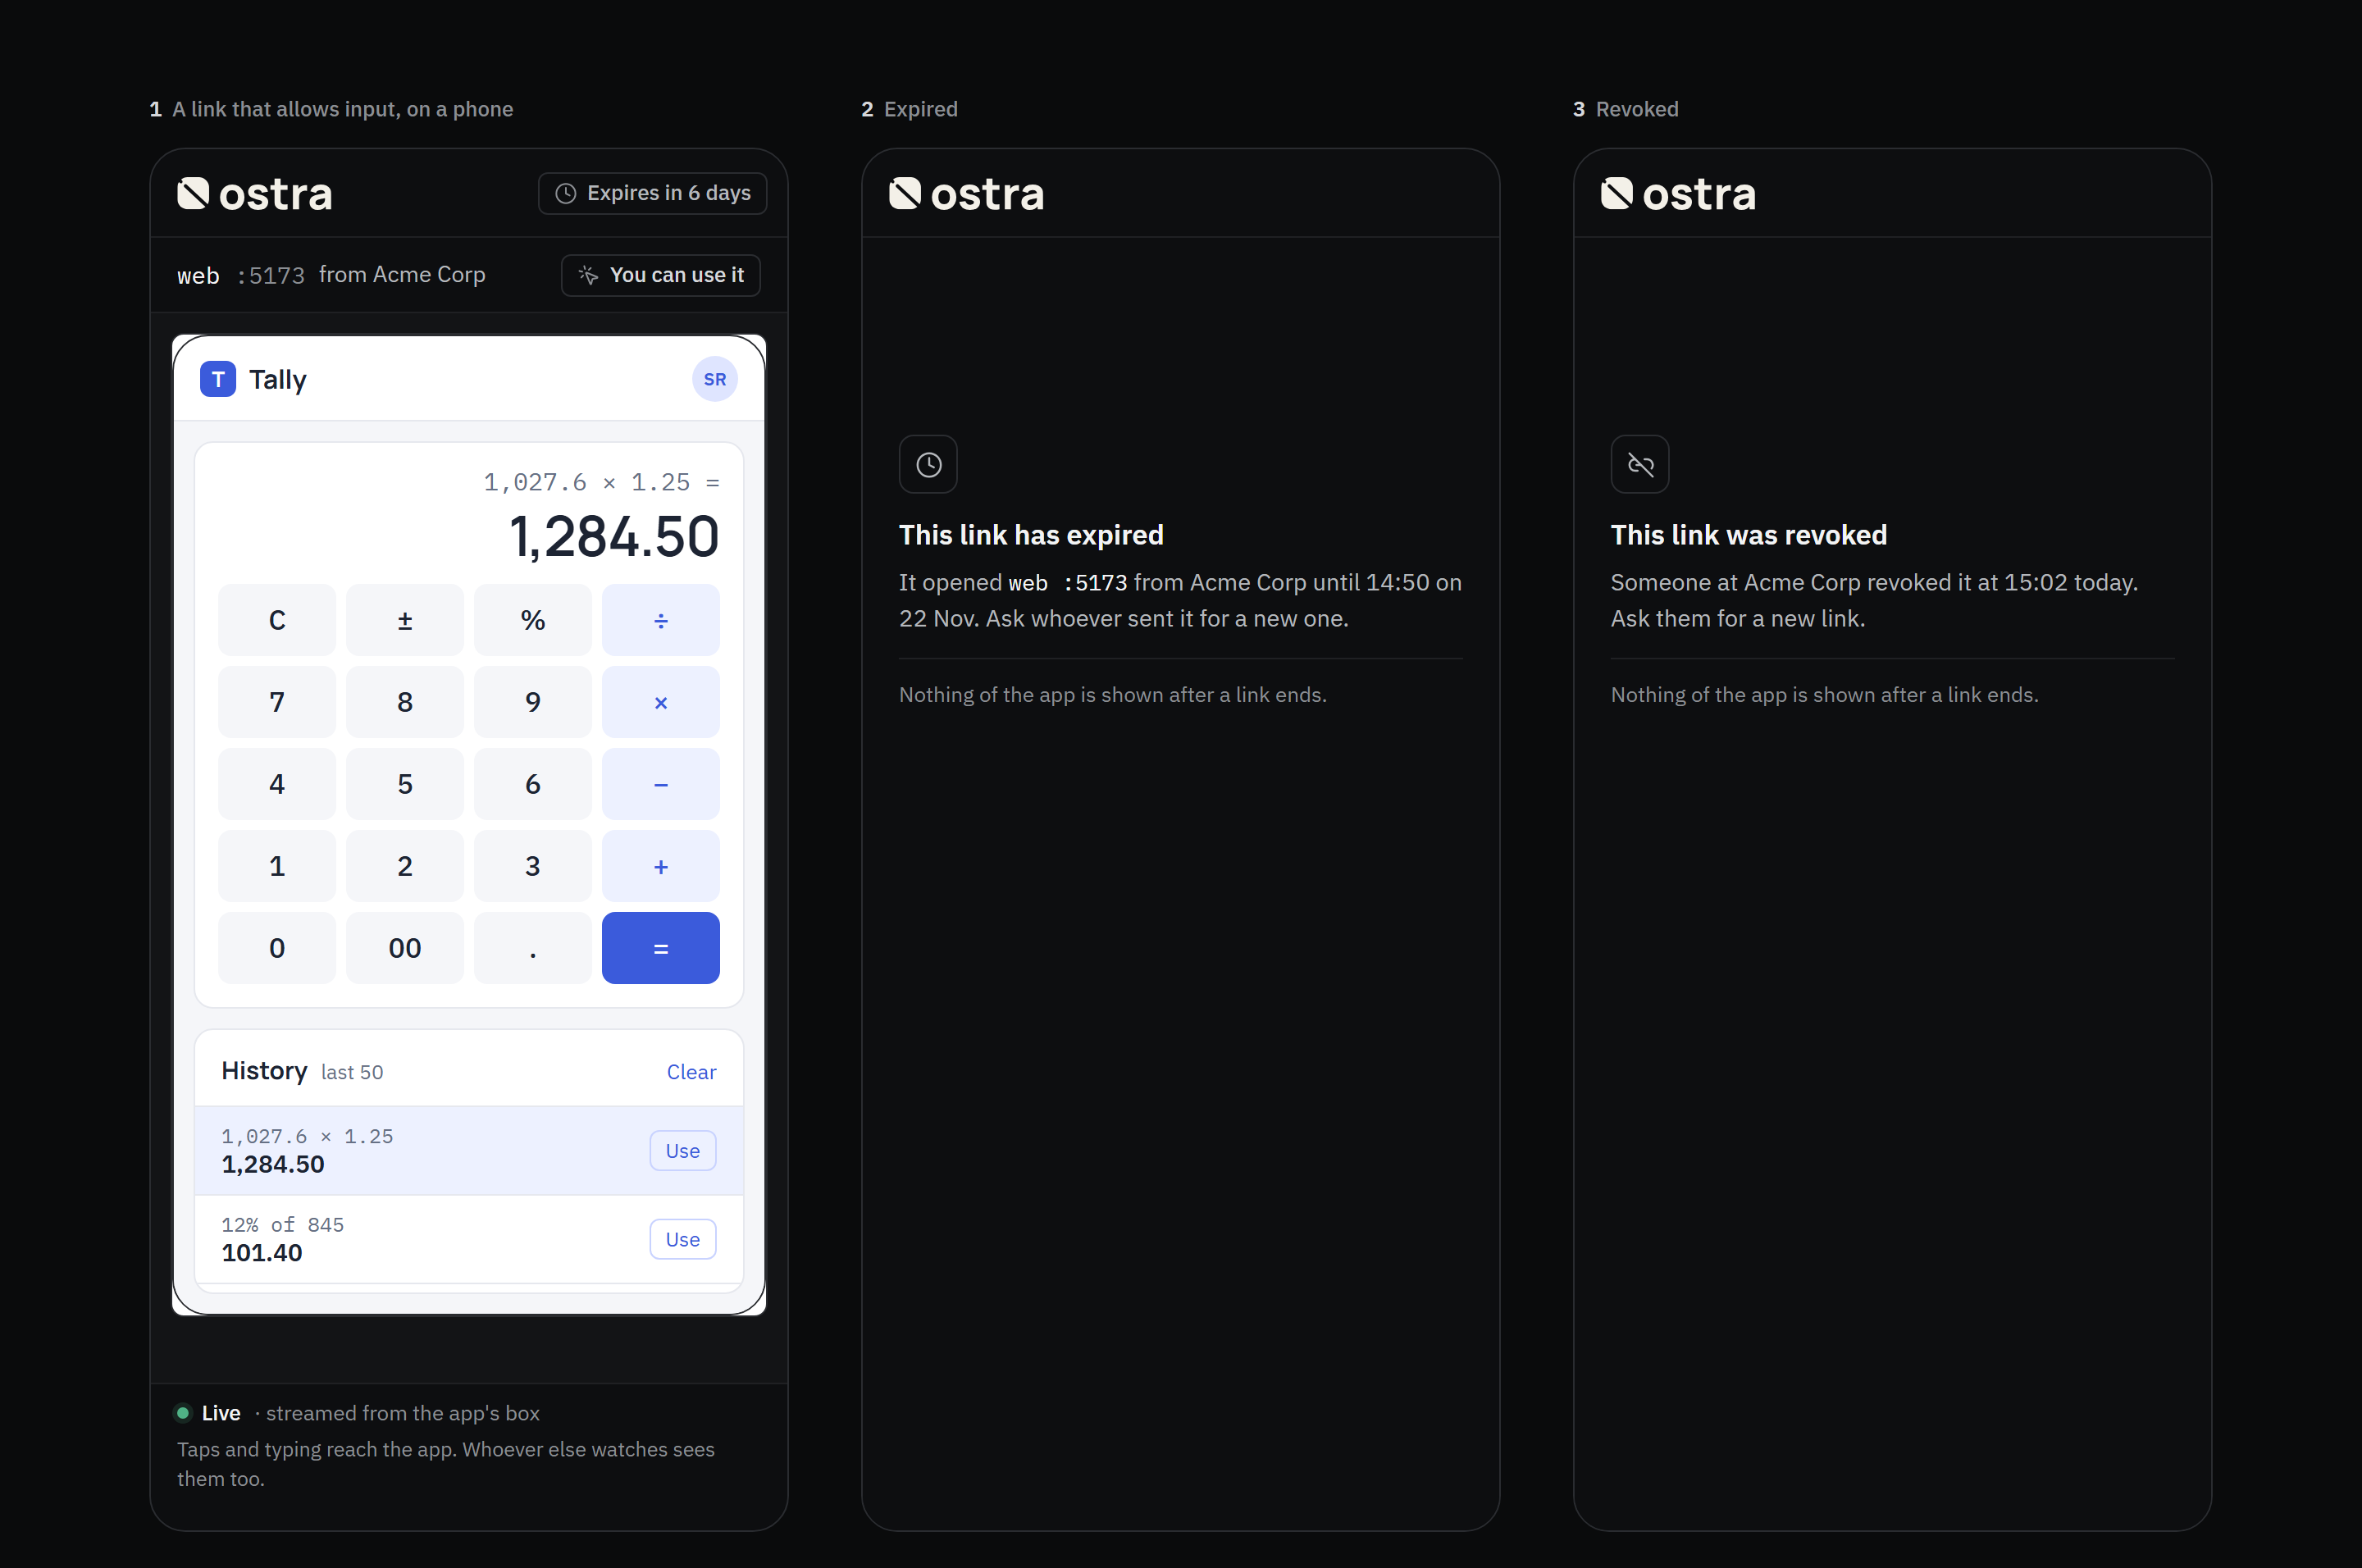 1 A link that allows input, on a phone
ostra
Expires in 6 days
web :5173 from Acme Corp
You can use it
T Tally
SR
1,027.6 × 1.25 =
1,284.50
C ± % ÷
7 8 9 ×
4 5 6 −
1 2 3 +
0 00 . =
History last 50
Clear
1,027.6 × 1.25
1,284.50
Use
12% of 845
101.40
Use
Live · streamed from the app's box
Taps and typing reach the app. Whoever else watches sees
them too.
2 Expired
ostra
This link has expired
It opened web :5173 from Acme Corp until 14:50 on
22 Nov. Ask whoever sent it for a new one.
Nothing of the app is shown after a link ends.
3 Revoked
ostra
This link was revoked
Someone at Acme Corp revoked it at 15:02 today.
Ask them for a new link.
Nothing of the app is shown after a link ends.